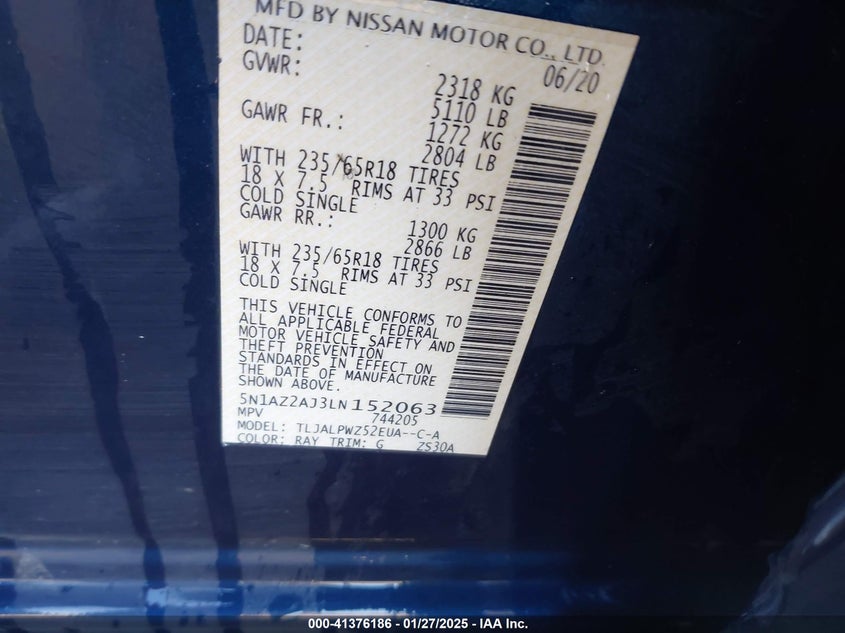 MFD BY NISSAN MOTOR CO., LTD.
DATE: 06/20
GVWR: 2318 KG
5110 LB
GAWR FR.: 1272 KG
2804 LB
WITH 235/65R18 TIRES
18 X 7.5 RIMS AT 33 PSI
COLD SINGLE
GAWR RR.: 1300 KG
2866 LB
WITH 235/65R18 TIRES
18 X 7.5 RIMS AT 33 PSI
COLD SINGLE
THIS VEHICLE CONFORMS TO
ALL APPLICABLE FEDERAL
MOTOR VEHICLE SAFETY AND
THEFT PREVENTION
STANDARDS IN EFFECT ON
THE DATE OF MANUFACTURE
SHOWN ABOVE.
5N1AZ2AJ3LN152063
MPV 744205
MODEL: TLJALPWZ52EUA--C-A
COLOR: RAY TRIM: G ZS30A
000-41376186 - 01/27/2025 - IAA Inc.